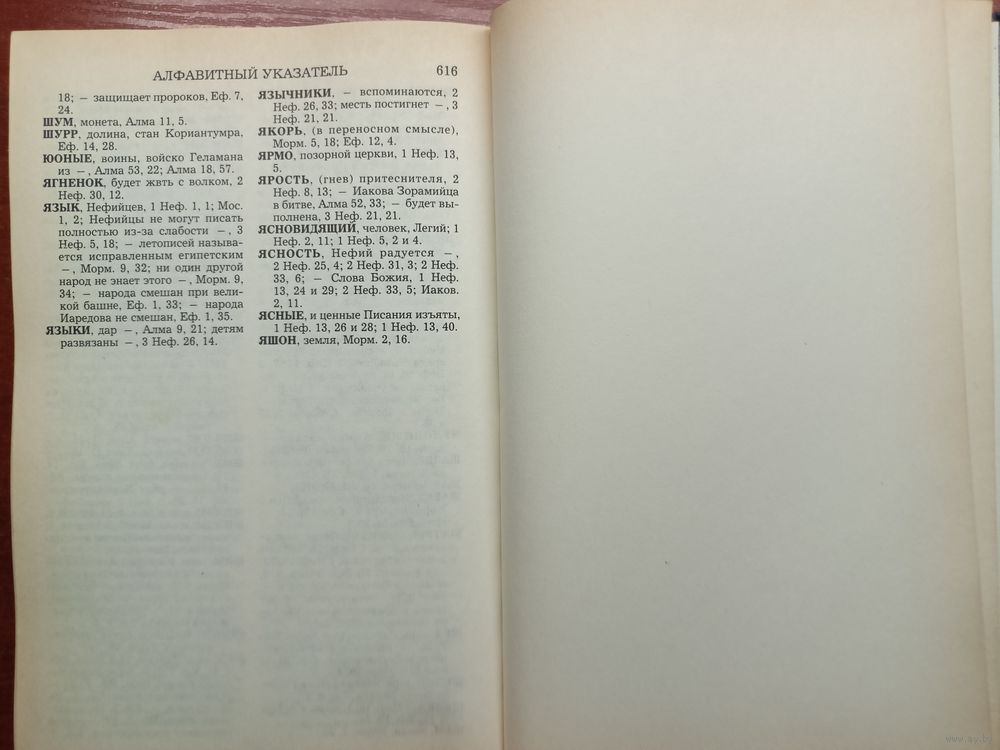 АЛФАВИТНЫЙ УКАЗАТЕЛЬ 616
18; – защищает пророков, Еф. 7,
24.
ШУМ, монета, Алма 11, 5.
ШУРР, долина, стан Кориантумра,
Еф. 14, 28.
ЮОНЫЕ, воины, войско Геламана
из –, Алма 53, 22; Алма 18, 57.
ЯГНЕНОК, будет жвть с волком, 2
Неф. 30, 12.
ЯЗЫК, Нефийцев, 1 Неф. 1, 1; Мос.
1, 2; Нефийцы не могут писать
полностью из-за слабости –, 3
Неф. 5, 18; – летописей называ-
ется исправленным египетским
–, Морм. 9, 32; ни один другой
народ не знает этого –, Морм. 9,
34; – народа смешан при вели-
кой башне, Еф. 1, 33; – народа
Иаредова не смешан, Еф. 1, 35.
ЯЗЫКИ, дар –, Алма 9, 21; детям
развязаны –, 3 Неф. 26, 14.
ЯЗЫЧНИКИ, – вспоминаются, 2
Неф. 26, 33; месть постигнет –, 3
Неф. 21, 21.
ЯКОРЬ, (в переносном смысле),
Морм. 5, 18; Еф. 12, 4.
ЯРМО, позорной церкви, 1 Неф. 13,
5.
ЯРОСТЬ, (гнев) притеснителя, 2
Неф. 8, 13; – Иакова Зорамийца
в битве, Алма 52, 33; – будет вы-
полнена, 3 Неф. 21, 21.
ЯСНОВИДЯЩИЙ, человек, Легий; 1
Неф. 2, 11; 1 Неф. 5, 2 и 4.
ЯСНОСТЬ, Нефий радуется –,
2 Неф. 25, 4; 2 Неф. 31, 3; 2 Неф.
33, 6; – Слова Божия, 1 Неф.
13, 24 и 29; 2 Неф. 33, 5; Иаков.
2, 11.
ЯСНЫЕ, и ценные Писания изъяты,
1 Неф. 13, 26 и 28; 1 Неф. 13, 40.
ЯШОН, земля, Морм. 2, 16.